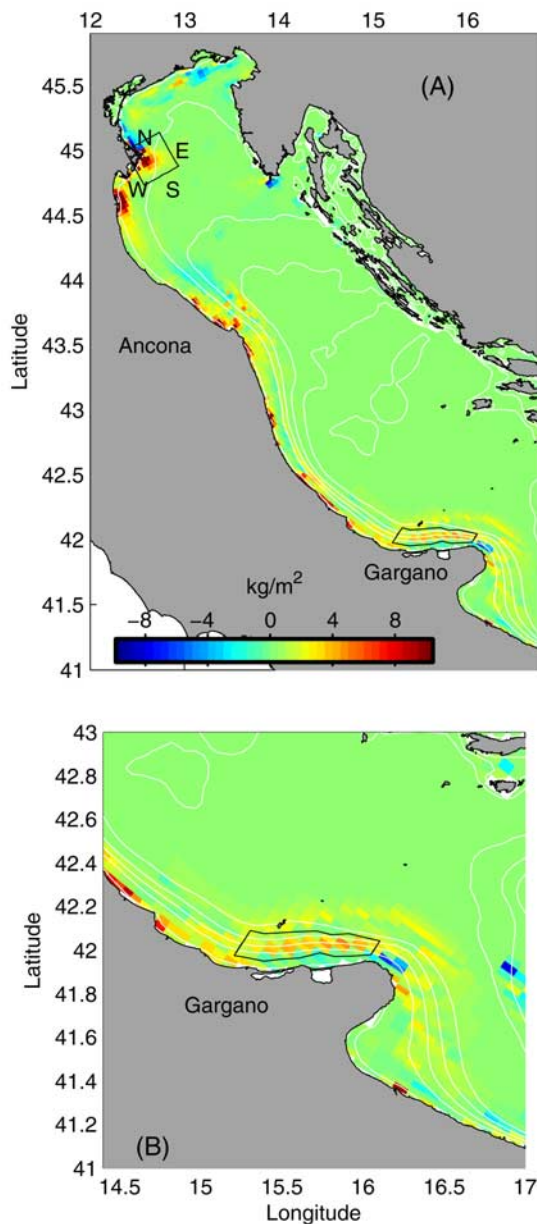 12 13 14 15 16
(A)
45.5
N
E
45
W
S
44.5
44
Ancona
43.5
Latitude
43
42.5
42
Gargano
kg/m²
41.5
−8 −4 0 4 8
41
43
42.8
42.6
42.4
42.2
Latitude
42
41.8
Gargano
41.6
41.4
41.2
(B)
41
14.5 15 15.5 16 16.5 17
Longitude